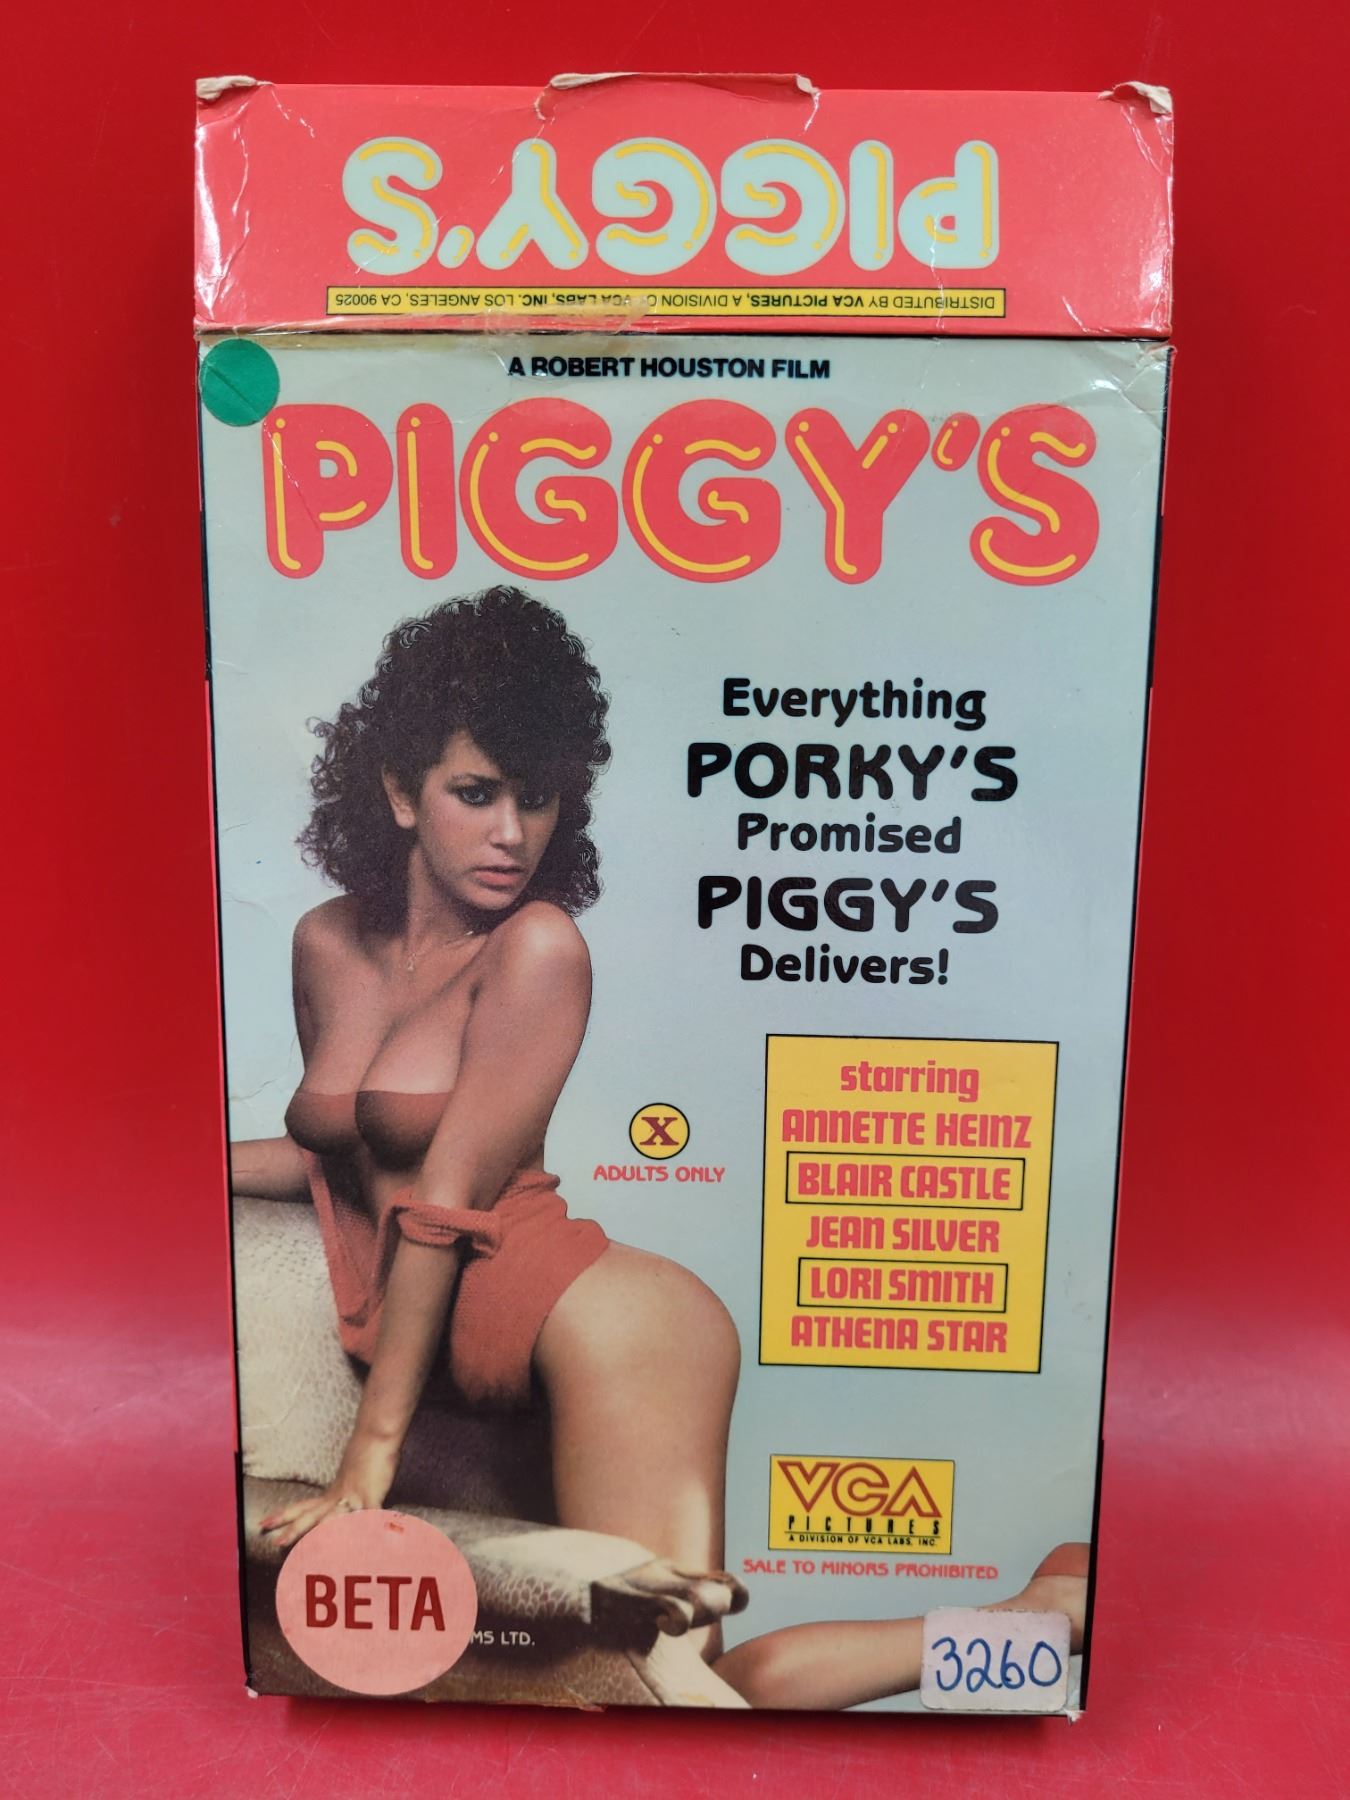 PIGGY'S
DISTRIBUTED BY VCA PICTURES, A DIVISION OF VCA LABS, INC. LOS ANGELES, CA 90025
A ROBERT HOUSTON FILM
PIGGY'S
Everything
PORKY'S
Promised
PIGGY'S
Delivers!
starring
ANNETTE HEINZ
BLAIR CASTLE
JEAN SILVER
LORI SMITH
ATHENA STAR
X
ADULTS ONLY
VCA
PICTURES
A DIVISION OF VCA LABS, INC.
SALE TO MINORS PROHIBITED
BETA
MS LTD.
3260